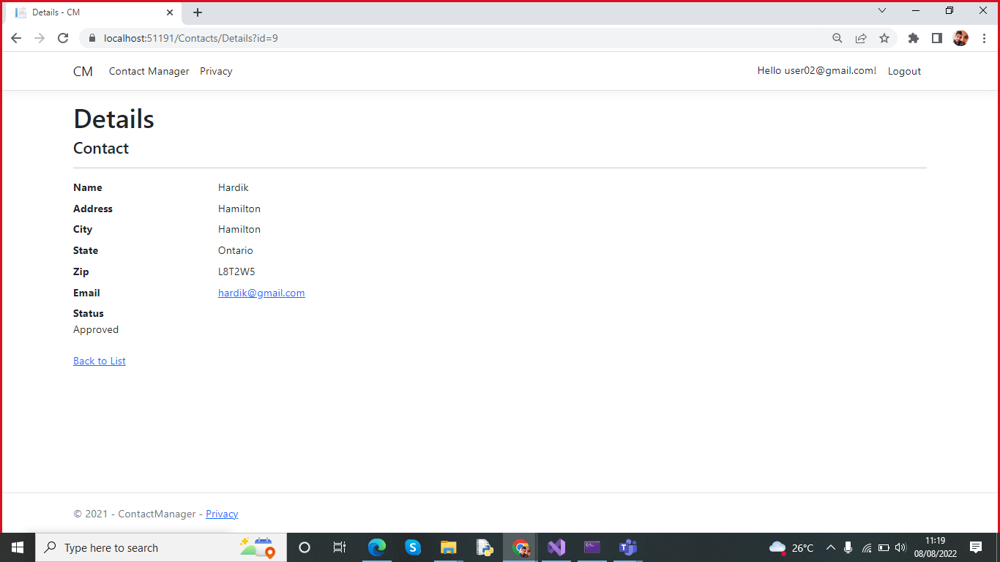 Details - CM
localhost:51191/Contacts/Details?id=9
CM Contact Manager Privacy Hello user02@gmail.com! Logout
Details
Contact
Name Hardik
Address Hamilton
City Hamilton
State Ontario
Zip L8T2W5
Email hardik@gmail.com
Status
Approved
Back to List
© 2021 - ContactManager - Privacy
Type here to search 26°C 11:19
08/08/2022